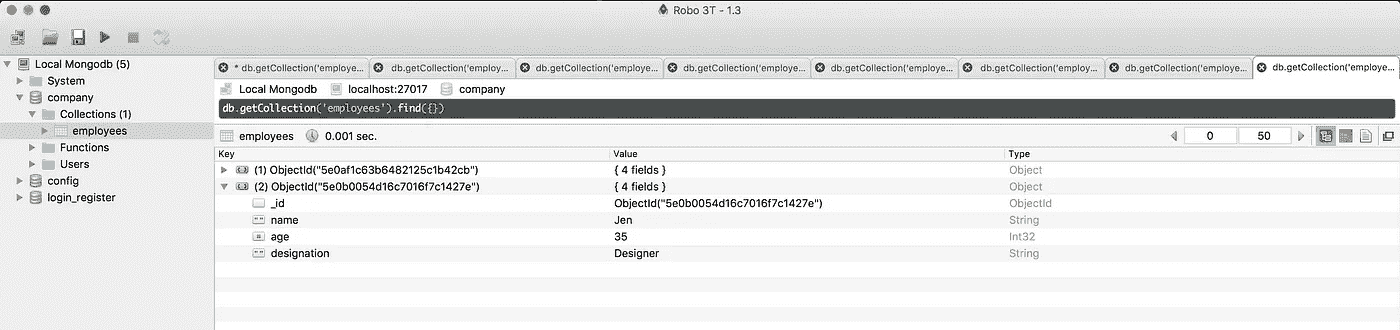 Robo 3T - 1.3
Local Mongodb (5)
System
company
Collections (1)
employees
Functions
Users
config
login_register
* db.getCollection('employe... db.getCollection('employ... db.getCollection('employe... db.getCollection('employe... db.getCollection('employe... db.getCollection('employe... db.getCollection('employe... db.getCollection('employe...
Local Mongodb localhost:27017 company
db.getCollection('employees').find({})
employees 0.001 sec. 0 50
Key Value Type
(1) ObjectId("5e0af1c63b6482125c1b42cb") { 4 fields } Object
(2) ObjectId("5e0b0054d16c7016f7c1427e") { 4 fields } Object
_id ObjectId("5e0b0054d16c7016f7c1427e") ObjectId
name Jen String
age 35 Int32
designation Designer String